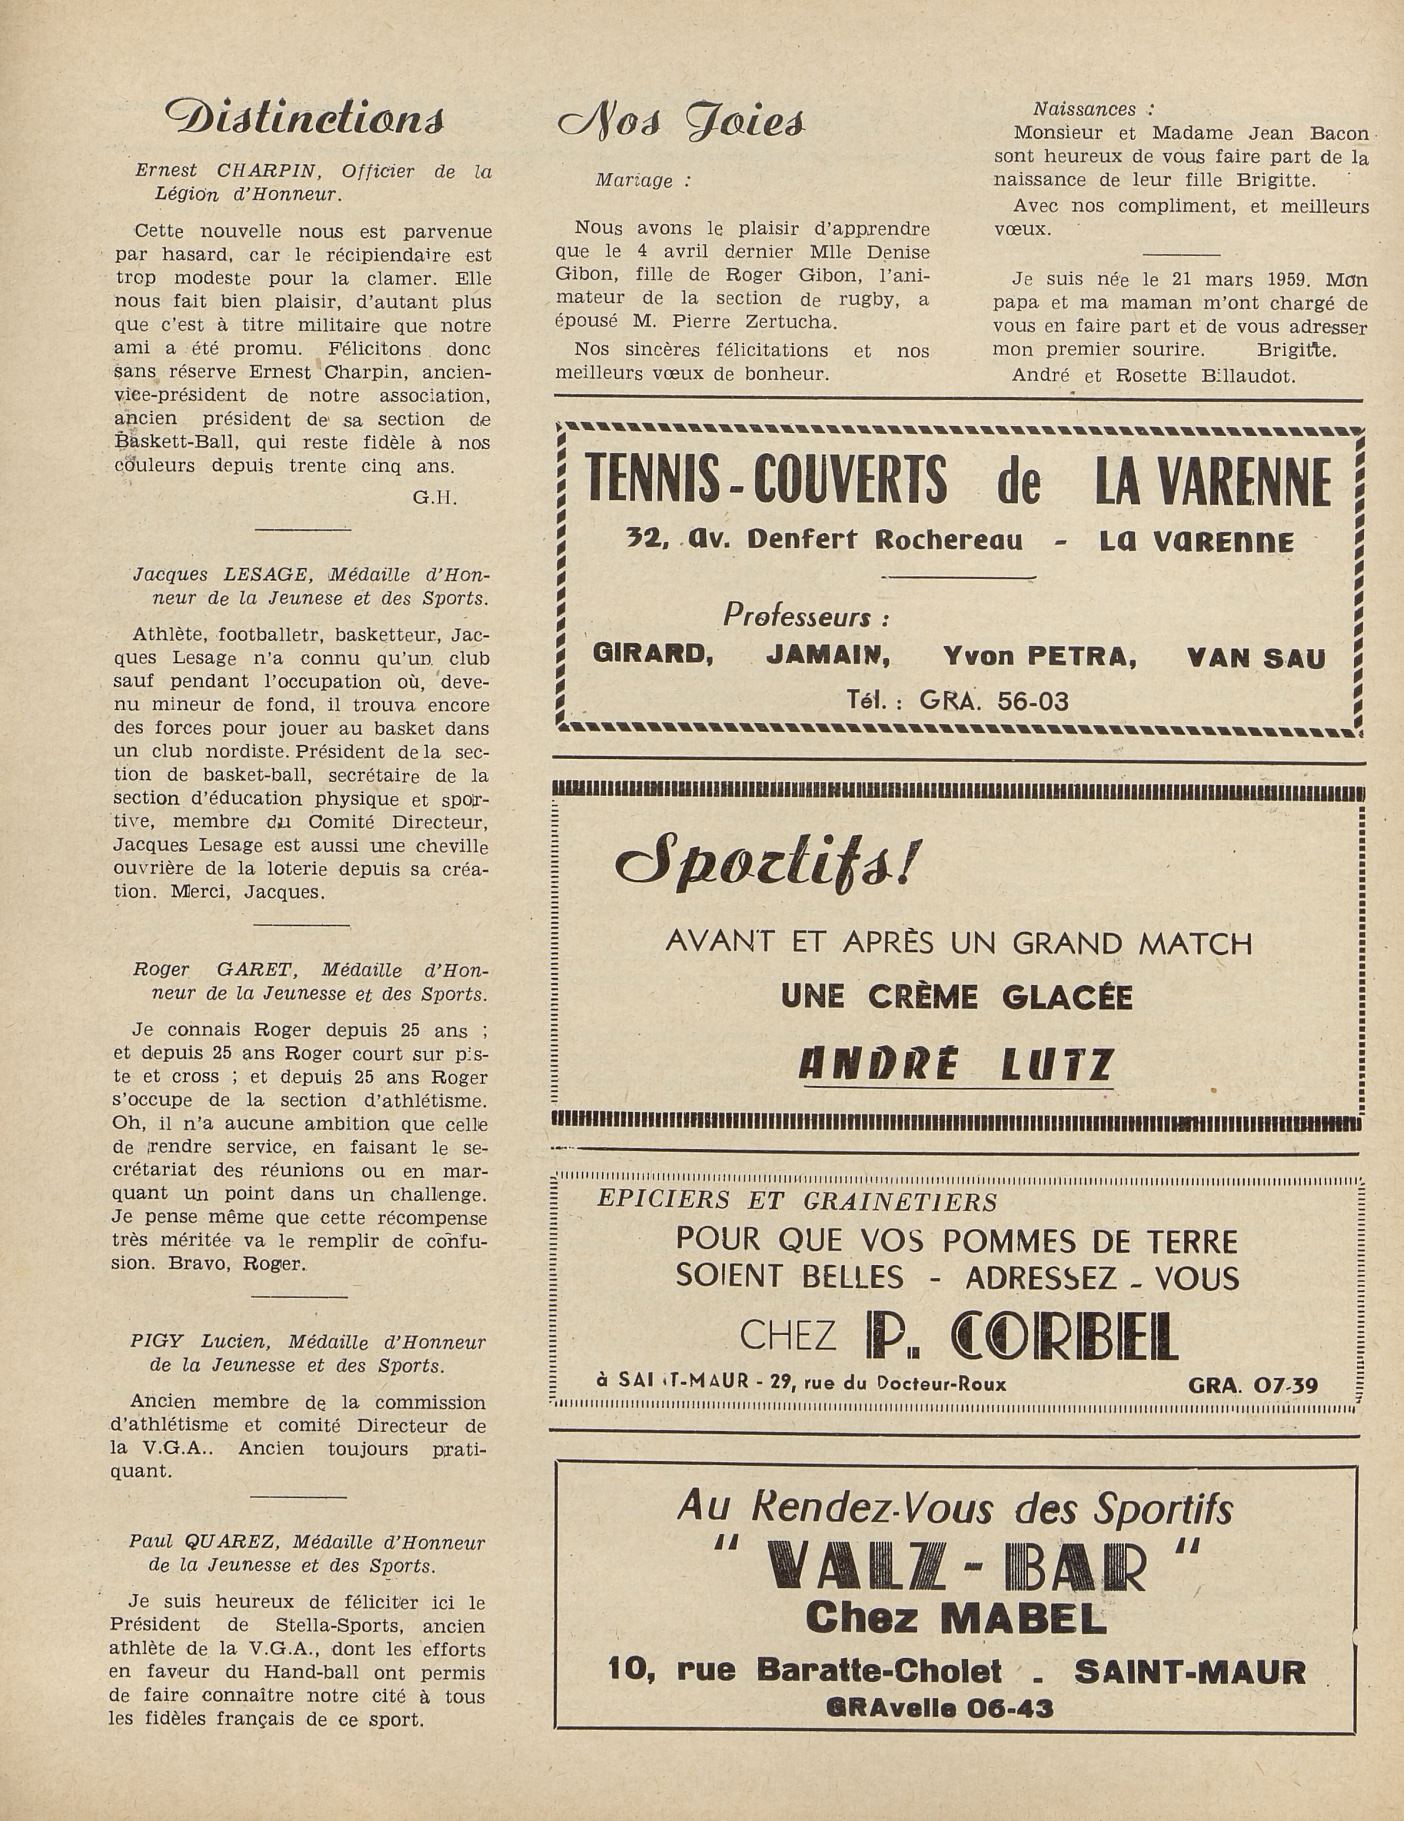 Distinctions
Ernest CHARPIN, Officier de la
Légion d'Honneur.
Cette nouvelle nous est parvenue
par hasard, car le récipiendaire est
trop modeste pour la clamer. Elle
nous fait bien plaisir, d'autant plus
que c'est à titre militaire que notre
ami a été promu. Félicitons donc
sans réserve Ernest Charpin, ancien-
vice-président de notre association,
ancien président de sa section de
Baskett-Ball, qui reste fidèle à nos
couleurs depuis trente cinq ans.
G.H.
Jacques LESAGE, Médaille d'Hon-
neur de la Jeunese et des Sports.
Athlète, footballetr, basketteur, Jac-
ques Lesage n'a connu qu'un club
sauf pendant l'occupation où, deve-
nu mineur de fond, il trouva encore
des forces pour jouer au basket dans
un club nordiste. Président de la sec-
tion de basket-ball, secrétaire de la
section d'éducation physique et spor-
tive, membre du Comité Directeur,
Jacques Lesage est aussi une cheville
ouvrière de la loterie depuis sa créa-
tion. Merci, Jacques.
Roger GARET, Médaille d'Hon-
neur de la Jeunesse et des Sports.
Je connais Roger depuis 25 ans ;
et depuis 25 ans Roger court sur pis-
te et cross ; et depuis 25 ans Roger
s'occupe de la section d'athlétisme.
Oh, il n'a aucune ambition que celle
de rendre service, en faisant le se-
crétariat des réunions ou en mar-
quant un point dans un challenge.
Je pense même que cette récompense
très méritée va le remplir de confu-
sion. Bravo, Roger.
PIGY Lucien, Médaille d'Honneur
de la Jeunesse et des Sports.
Ancien membre de la commission
d'athlétisme et comité Directeur de
la V.G.A.. Ancien toujours prati-
quant.
Paul QUAREZ, Médaille d'Honneur
de la Jeunesse et des Sports.
Je suis heureux de féliciter ici le
Président de Stella-Sports, ancien
athlète de la V.G.A., dont les efforts
en faveur du Hand-ball ont permis
de faire connaître notre cité à tous
les fidèles français de ce sport.
Nos Joies
Mariage :
Nous avons le plaisir d'apprendre
que le 4 avril dernier Mlle Denise
Gibon, fille de Roger Gibon, l'ani-
mateur de la section de rugby, a
épousé M. Pierre Zertucha.
Nos sincères félicitations et nos
meilleurs vœux de bonheur.
Naissances :
Monsieur et Madame Jean Bacon
sont heureux de vous faire part de la
naissance de leur fille Brigitte.
Avec nos compliment, et meilleurs
vœux.
Je suis née le 21 mars 1959. Mon
papa et ma maman m'ont chargé de
vous en faire part et de vous adresser
mon premier sourire. Brigitte.
André et Rosette Billaudot.
TENNIS - COUVERTS de LA VARENNE
32, av. Denfert Rochereau - La VARENNE
Professeurs :
GIRARD, JAMAIN, Yvon PETRA, VAN SAU
Tél. : GRA. 56-03
Sportifs!
AVANT ET APRÈS UN GRAND MATCH
UNE CRÈME GLACÉE
ANDRÉ LUTZ
EPICIERS ET GRAINETIERS
POUR QUE VOS POMMES DE TERRE
SOIENT BELLES - ADRESSEZ - VOUS
CHEZ P. CORBEL
à SAINT-MAUR - 29, rue du Docteur-Roux GRA. 07-39
Au Rendez-Vous des Sportifs
" VALZ - BAR "
Chez MABEL
10, rue Baratte-Cholet - SAINT-MAUR
GRAvelle 06-43